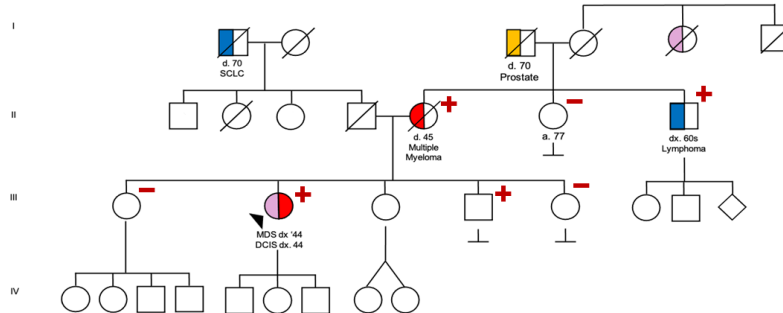 I
d. 70
SCLC
d. 70
Prostate
II
+
−
+
d. 45
Multiple
Myeloma
a. 77
dx. 60s
Lymphoma
III
−
+
+
−
MDS dx '44
DCIS dx. 44
IV